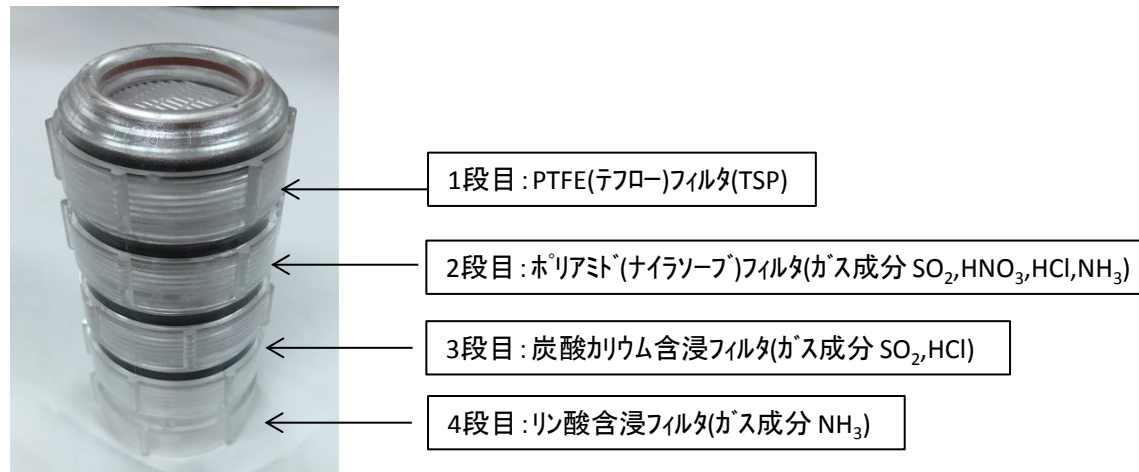 1段目:PTFE(テフロー)フィルタ(TSP)
2段目:ポリアミド(ナイラソーブ)フィルタ(ガス成分 SO2,HNO3,HCl,NH3)
3段目:炭酸カリウム含浸フィルタ(ガス成分 SO2,HCl)
4段目:リン酸含浸フィルタ(ガス成分 NH3)